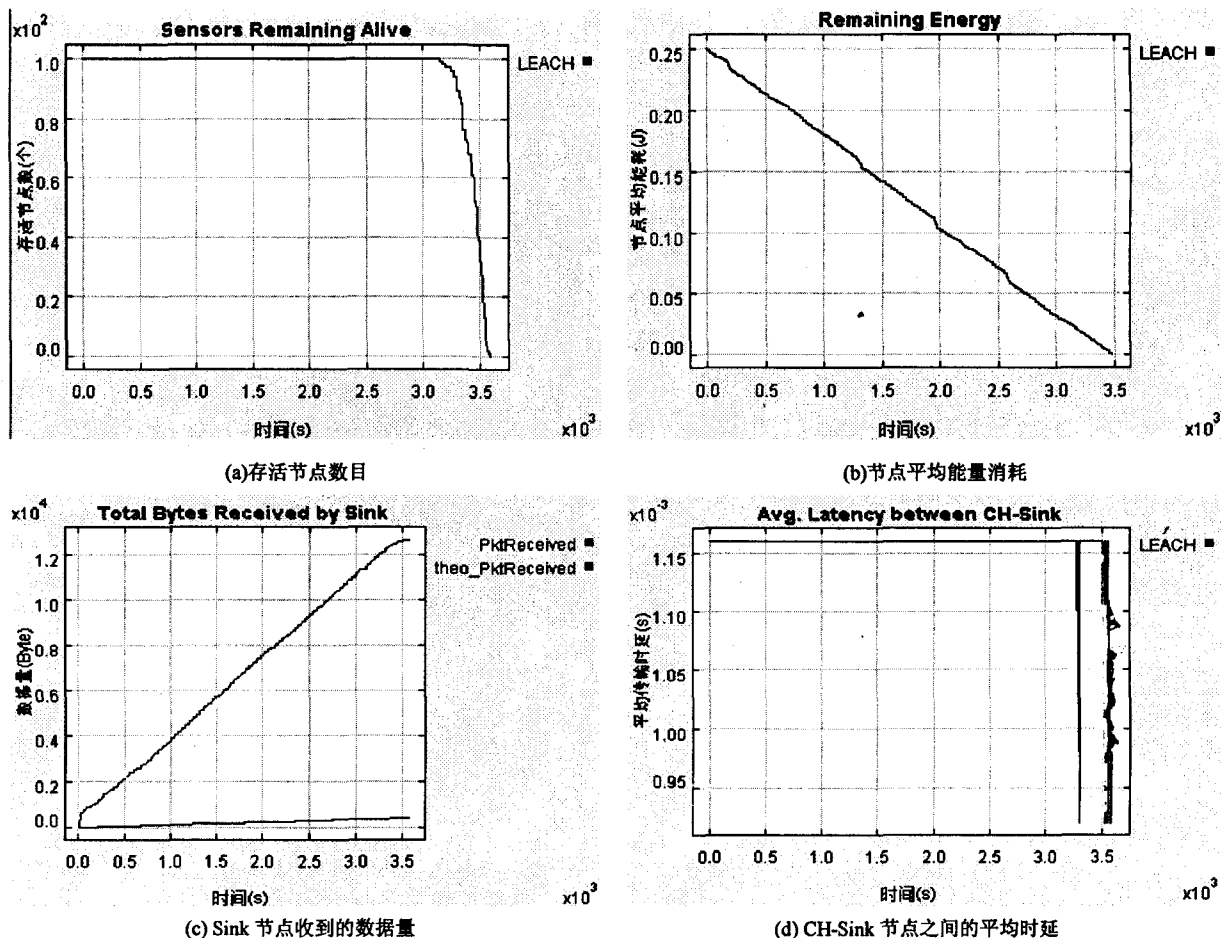 x10²
Sensors Remaining Alive
LEACH
1.0
0.8
0.6
0.4
0.2
0.0
存活节点数(个)
0.0 0.5 1.0 1.5 2.0 2.5 3.0 3.5
x10³
时间(s)
(a)存活节点数目
Remaining Energy
LEACH
0.25
0.20
0.15
0.10
0.05
0.00
节点平均能耗(J)
0.0 0.5 1.0 1.5 2.0 2.5 3.0 3.5
x10³
时间(s)
(b)节点平均能量消耗
x10⁴
Total Bytes Received by Sink
PktReceived
theo_PktReceived
1.2
1.0
0.8
0.6
0.4
0.2
0.0
数据量(Byte)
0.0 0.5 1.0 1.5 2.0 2.5 3.0 3.5
x10³
时间(s)
(c) Sink 节点收到的数据量
x10⁻³
Avg. Latency between CH-Sink
LEACH
1.15
1.10
1.05
1.00
0.95
平均传输时延(s)
0.0 0.5 1.0 1.5 2.0 2.5 3.0 3.5
x10³
时间(s)
(d) CH-Sink 节点之间的平均时延